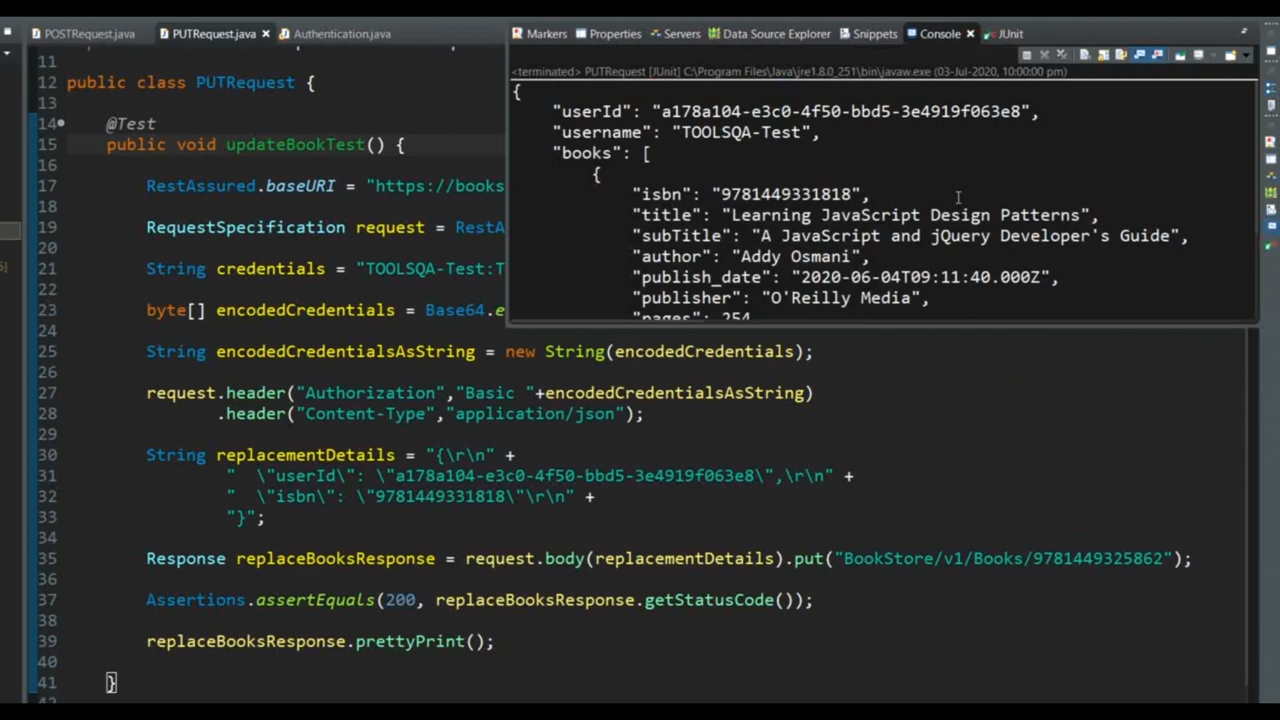 POSTRequest.java
PUTRequest.java
Authentication.java
Markers
Properties
Servers
Data Source Explorer
Snippets
Console
JUnit
<terminated> PUTRequest [JUnit] C:\Program Files\Java\jre1.8.0_251\bin\javaw.exe (03-Jul-2020, 10:00:00 pm)
{
"userId": "a178a104-e3c0-4f50-bbd5-3e4919f063e8",
"username": "TOOLSQA-Test",
"books": [
{
"isbn": "9781449331818",
"title": "Learning JavaScript Design Patterns",
"subTitle": "A JavaScript and jQuery Developer's Guide",
"author": "Addy Osmani",
"publish_date": "2020-06-04T09:11:40.000Z",
"publisher": "O'Reilly Media",
"pages": 254
11
12 public class PUTRequest {
13
14 @Test
15 public void updateBookTest() {
16
17 RestAssured.baseURI = "https://books
18
19 RequestSpecification request = RestA
20
21 String credentials = "TOOLSQA-Test:T
22
23 byte[] encodedCredentials = Base64.e
24
25 String encodedCredentialsAsString = new String(encodedCredentials);
26
27 request.header("Authorization","Basic "+encodedCredentialsAsString)
28 .header("Content-Type","application/json");
29
30 String replacementDetails = "{\r\n" +
31 " \"userId\": \"a178a104-e3c0-4f50-bbd5-3e4919f063e8\",\r\n" +
32 " \"isbn\": \"9781449331818\"\r\n" +
33 "}";
34
35 Response replaceBooksResponse = request.body(replacementDetails).put("BookStore/v1/Books/9781449325862");
36
37 Assertions.assertEquals(200, replaceBooksResponse.getStatusCode());
38
39 replaceBooksResponse.prettyPrint();
40
41 }